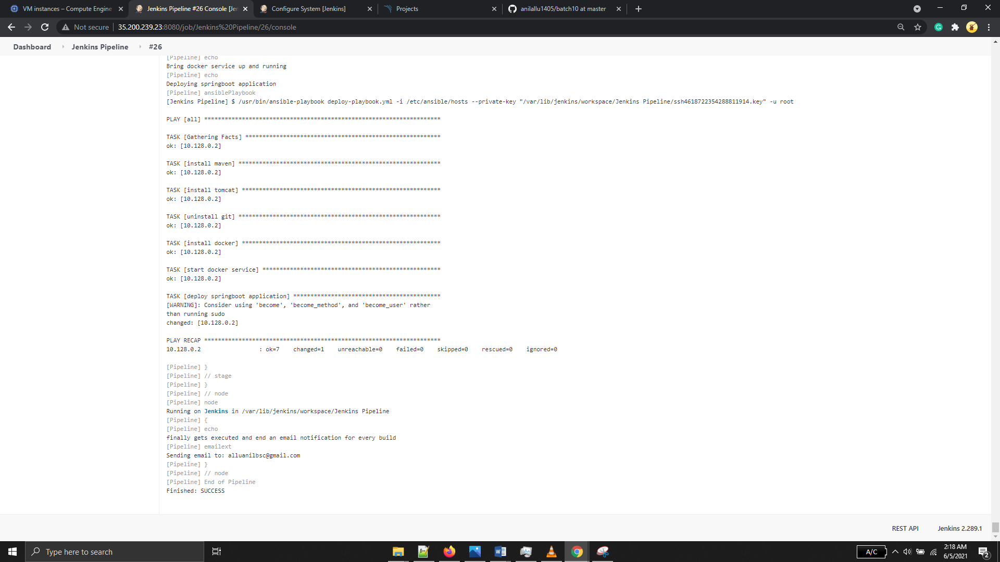 VM instances – Compute Engine
Jenkins Pipeline #26 Console [Jen
Configure System [Jenkins]
Projects
anilallu1405/batch10 at master
Not secure
35.200.239.23:8080/job/Jenkins%20Pipeline/26/console
Dashboard
Jenkins Pipeline
#26
[Pipeline] echo
Bring docker service up and running
[Pipeline] echo
Deploying springboot application
[Pipeline] ansiblePlaybook
[Jenkins Pipeline] $ /usr/bin/ansible-playbook deploy-playbook.yml -i /etc/ansible/hosts --private-key "/var/lib/jenkins/workspace/Jenkins Pipeline/ssh4618722354288811914.key" -u root
PLAY [all] *********************************************************************
TASK [Gathering Facts] *********************************************************
ok: [10.128.0.2]
TASK [install maven] ***********************************************************
ok: [10.128.0.2]
TASK [install tomcat] **********************************************************
ok: [10.128.0.2]
TASK [uninstall git] ***********************************************************
ok: [10.128.0.2]
TASK [install docker] **********************************************************
ok: [10.128.0.2]
TASK [start docker service] ****************************************************
ok: [10.128.0.2]
TASK [deploy springboot application] *******************************************
[WARNING]: Consider using 'become', 'become_method', and 'become_user' rather
than running sudo
changed: [10.128.0.2]
PLAY RECAP *********************************************************************
10.128.0.2                 : ok=7    changed=1    unreachable=0    failed=0    skipped=0    rescued=0    ignored=0
[Pipeline] }
[Pipeline] // stage
[Pipeline] }
[Pipeline] // node
[Pipeline] node
Running on Jenkins in /var/lib/jenkins/workspace/Jenkins Pipeline
[Pipeline] {
[Pipeline] echo
finally gets executed and end an email notification for every build
[Pipeline] emailext
Sending email to: alluanilbsc@gmail.com
[Pipeline] }
[Pipeline] // node
[Pipeline] End of Pipeline
Finished: SUCCESS
REST API
Jenkins 2.289.1
Type here to search
A/C
2:18 AM
6/5/2021
2